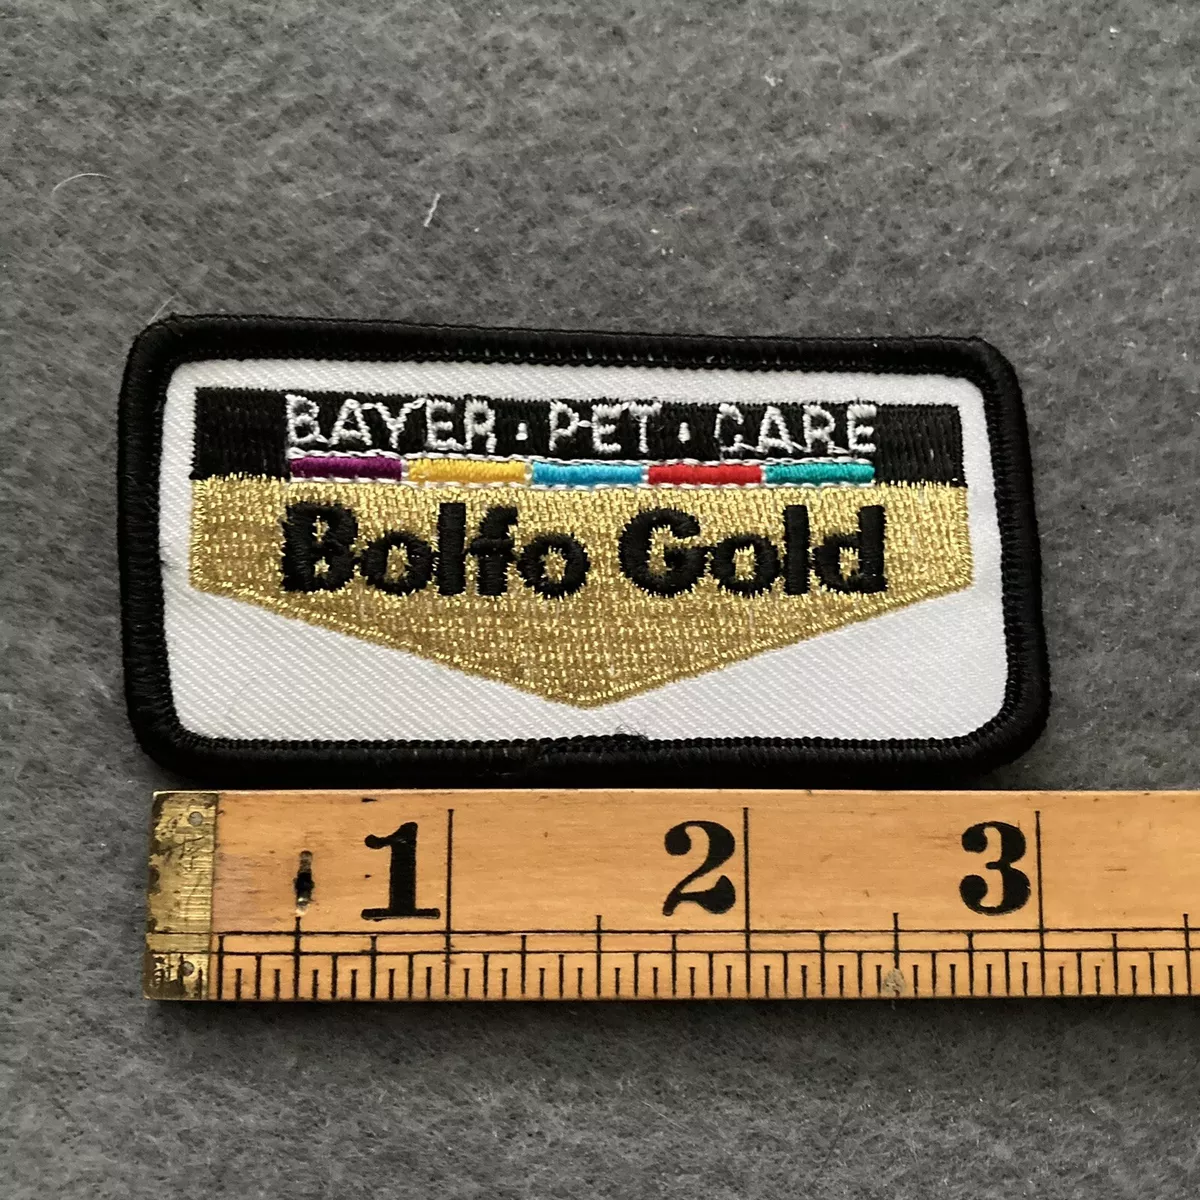 BAYER · PET · CARE
Bolfo Gold
1 2 3